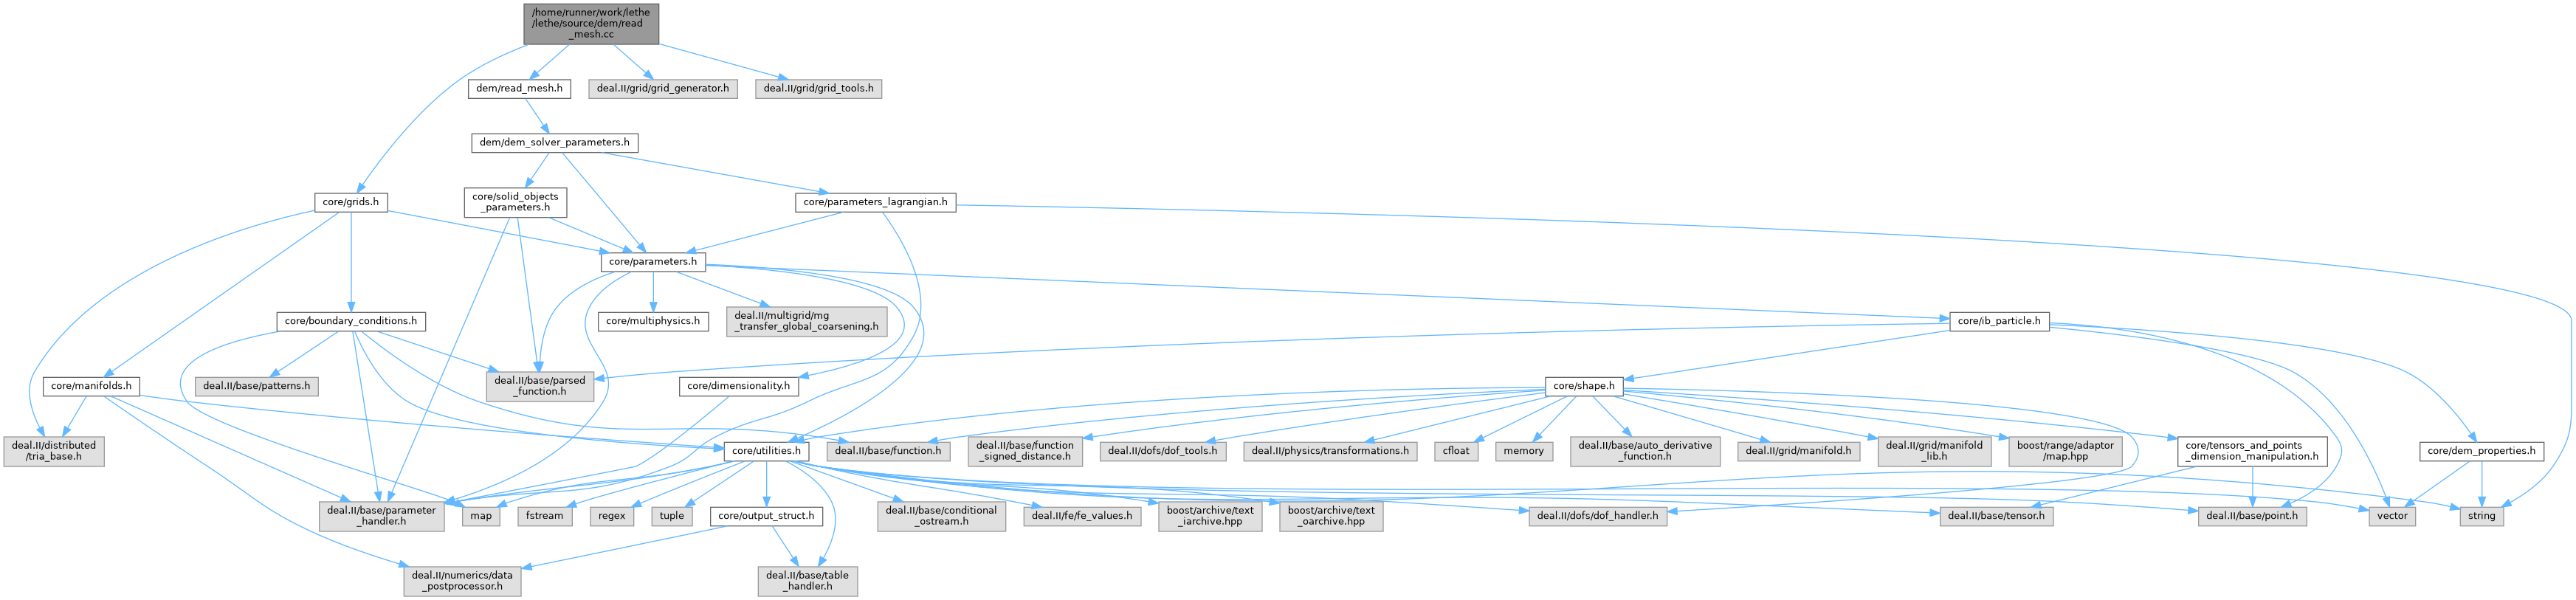 /home/runner/work/lethe
/lethe/source/dem/read
_mesh.cc
dem/read_mesh.h
deal.II/grid/grid_generator.h
deal.II/grid/grid_tools.h
dem/dem_solver_parameters.h
core/grids.h
core/solid_objects
_parameters.h
core/parameters_lagrangian.h
core/parameters.h
core/boundary_conditions.h
core/multiphysics.h
deal.II/multigrid/mg
_transfer_global_coarsening.h
core/ib_particle.h
core/manifolds.h
deal.II/base/patterns.h
deal.II/base/parsed
_function.h
core/dimensionality.h
core/shape.h
deal.II/distributed
/tria_base.h
core/utilities.h
deal.II/base/function.h
deal.II/base/function
_signed_distance.h
deal.II/dofs/dof_tools.h
deal.II/physics/transformations.h
cfloat
memory
deal.II/base/auto_derivative
_function.h
deal.II/grid/manifold.h
deal.II/grid/manifold
_lib.h
boost/range/adaptor
/map.hpp
core/tensors_and_points
_dimension_manipulation.h
core/dem_properties.h
deal.II/base/parameter
_handler.h
map
fstream
regex
tuple
core/output_struct.h
deal.II/base/conditional
_ostream.h
deal.II/fe/fe_values.h
boost/archive/text
_iarchive.hpp
boost/archive/text
_oarchive.hpp
deal.II/dofs/dof_handler.h
deal.II/base/tensor.h
deal.II/base/point.h
vector
string
deal.II/numerics/data
_postprocessor.h
deal.II/base/table
_handler.h